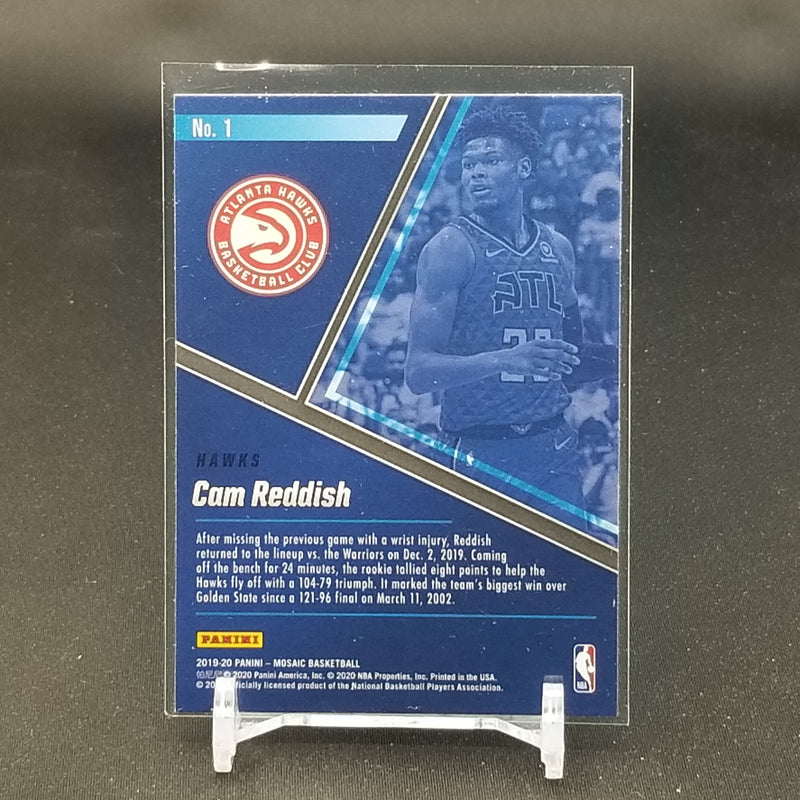 No. 1
ATLANTA HAWKS
BASKETBALL CLUB
ATL
HAWKS
Cam Reddish
After missing the previous game with a wrist injury, Reddish
returned to the lineup vs. the Warriors on Dec. 2, 2019. Coming
off the bench for 24 minutes, the rookie tallied eight points to help the
Hawks fly off with a 104-79 triumph. It marked the team's biggest win over
Golden State since a 121-96 final on March 11, 2002.
PANINI
2019-20 PANINI – MOSAIC BASKETBALL
帕尼尼 © 2020 Panini America, Inc. © 2020 NBA Properties, Inc. Printed in the USA.
© 20 licensed product of the National Basketball Players Association.
NBA